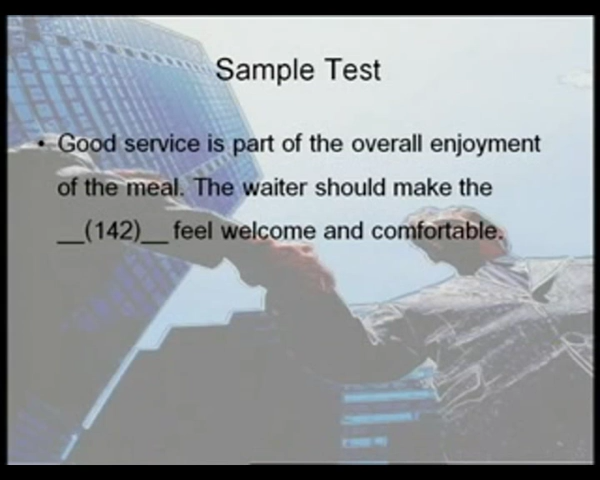 Sample Test
• Good service is part of the overall enjoyment
of the meal. The waiter should make the
__(142)__ feel welcome and comfortable.